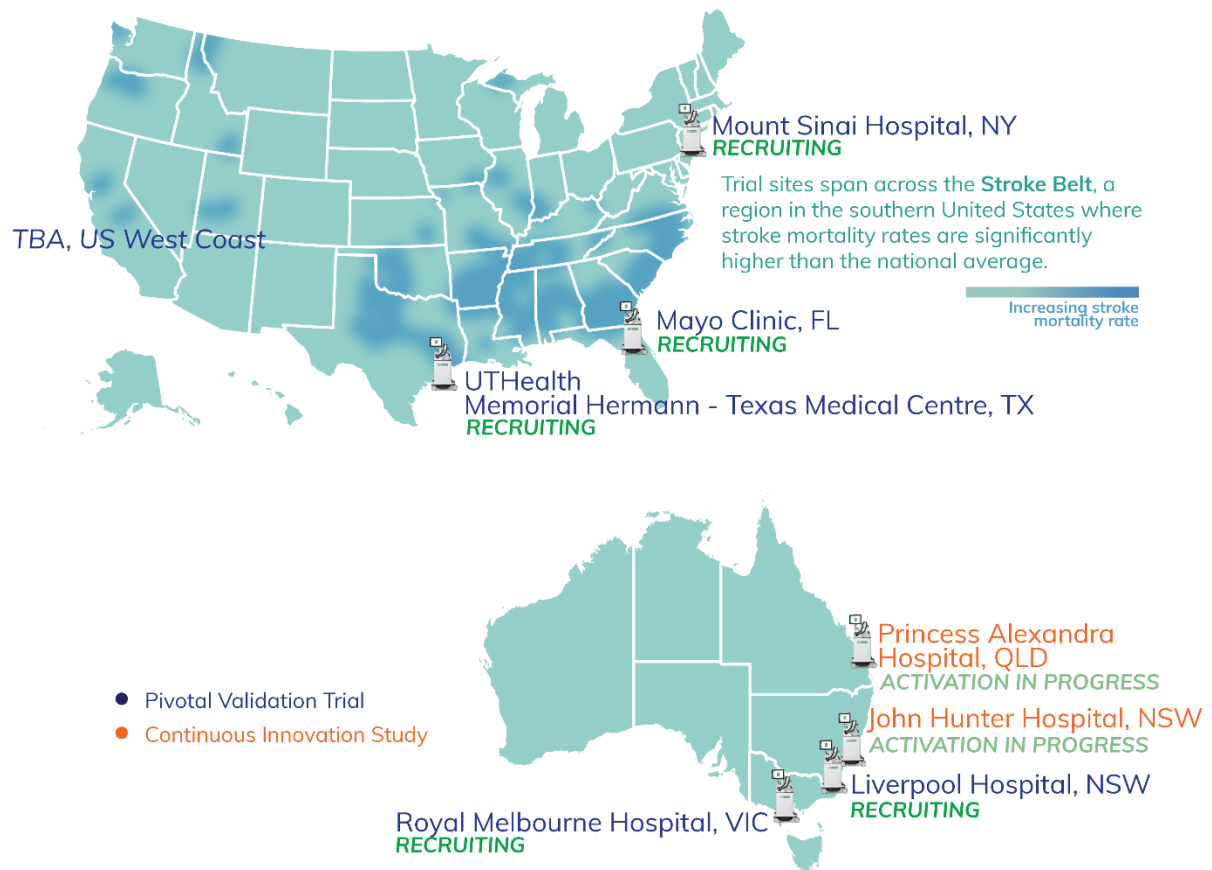 Mount Sinai Hospital, NY
RECRUITING
Trial sites span across the Stroke Belt, a
region in the southern United States where
stroke mortality rates are significantly
higher than the national average.
TBA, US West Coast
Increasing stroke
mortality rate
Mayo Clinic, FL
RECRUITING
UTHealth
Memorial Hermann - Texas Medical Centre, TX
RECRUITING
Princess Alexandra
Hospital, QLD
ACTIVATION IN PROGRESS
Pivotal Validation Trial
Continuous Innovation Study
John Hunter Hospital, NSW
ACTIVATION IN PROGRESS
Liverpool Hospital, NSW
RECRUITING
Royal Melbourne Hospital, VIC
RECRUITING